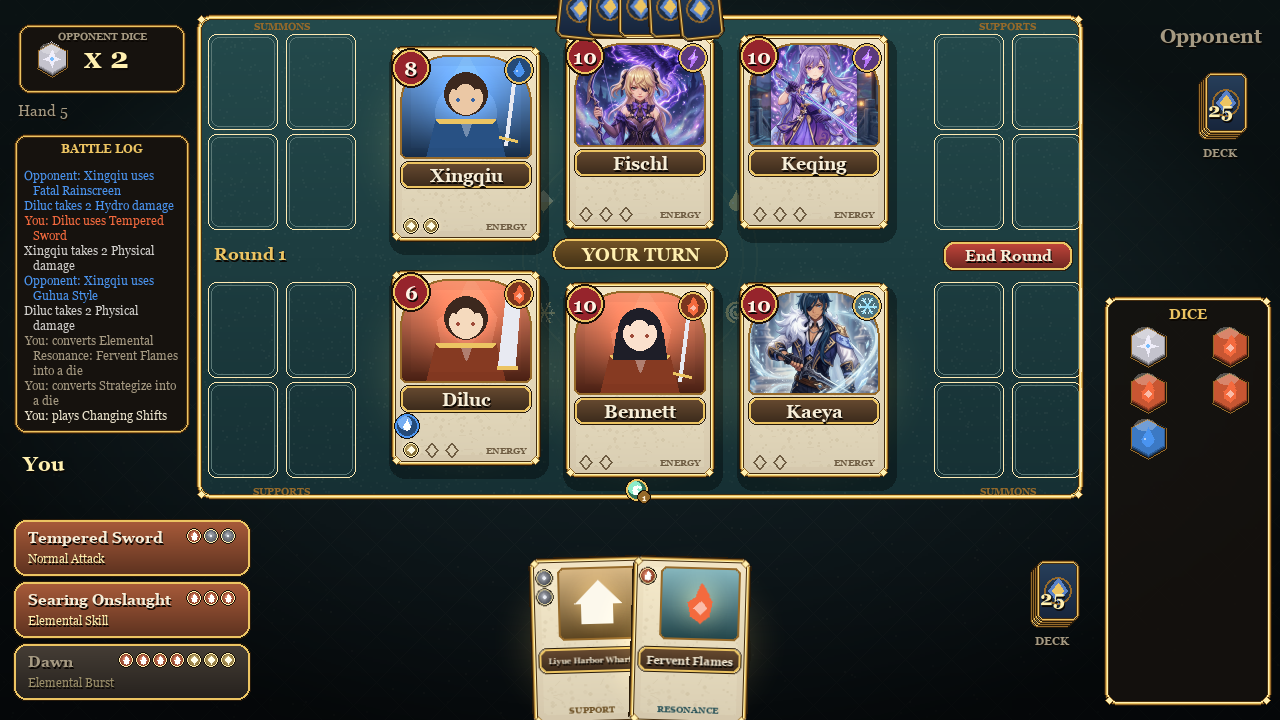 OPPONENT DICE
x 2
Hand 5
BATTLE LOG
Opponent: Xingqiu uses
Fatal Rainscreen
Diluc takes 2 Hydro damage
You: Diluc uses Tempered
Sword
Xingqiu takes 2 Physical
damage
Opponent: Xingqiu uses
Guhua Style
Diluc takes 2 Physical
damage
You: converts Elemental
Resonance: Fervent Flames
into a die
You: converts Strategize into
a die
You: plays Changing Shifts
You
SUMMONS
SUPPORTS
8
Xingqiu
ENERGY
10
Fischl
ENERGY
10
Keqing
ENERGY
Round 1
YOUR TURN
End Round
6
Diluc
ENERGY
10
Bennett
ENERGY
10
Kaeya
ENERGY
SUPPORTS
SUMMONS
1
Opponent
25
DECK
DICE
25
DECK
Tempered Sword
Normal Attack
Searing Onslaught
Elemental Skill
Dawn
Elemental Burst
Liyue Harbor Wharf
SUPPORT
Fervent Flames
RESONANCE